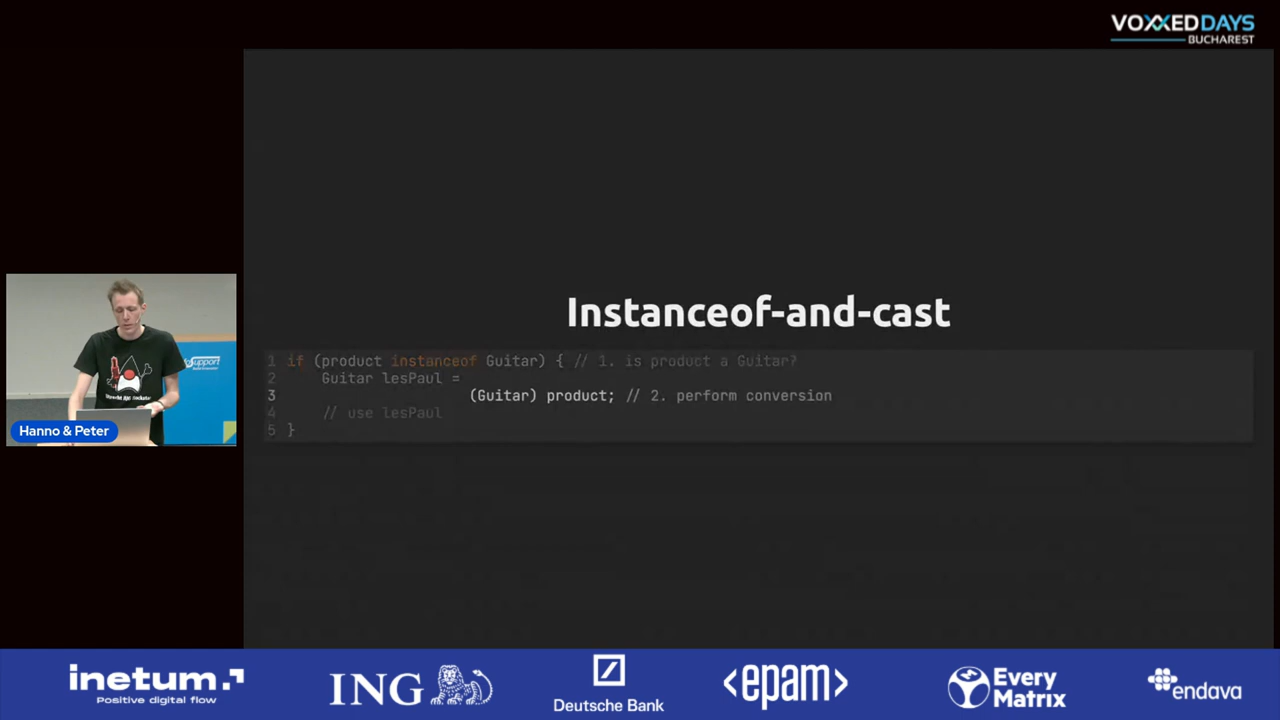 VOXXED DAYS
BUCHAREST
Instanceof-and-cast
1 if (product instanceof Guitar) { // 1. is product a Guitar?
2 Guitar lesPaul =
3 (Guitar) product; // 2. perform conversion
4 // use lesPaul
5 }
Hanno & Peter
inetum.
Positive digital flow
ING
Deutsche Bank
<epam>
Every
Matrix
endava